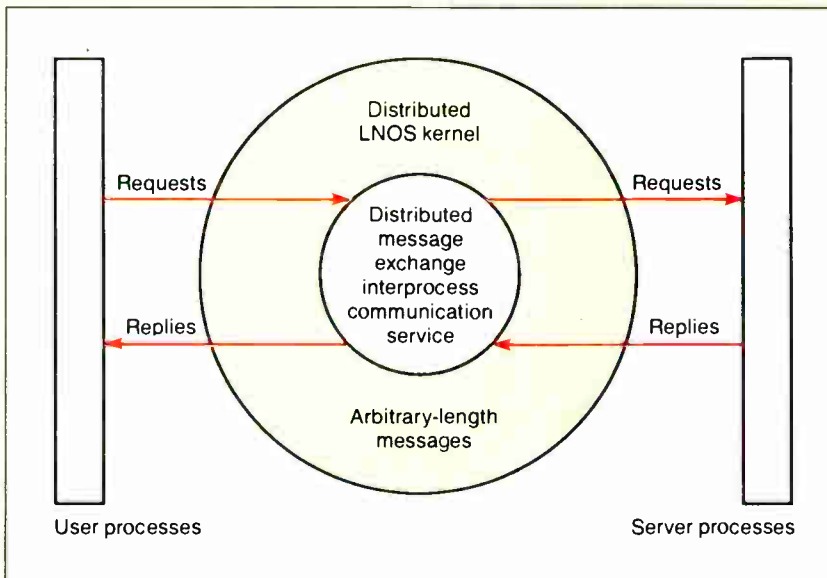 Distributed
LNOS kernel
Requests
Requests
Distributed
message
exchange
interprocess
communication
service
Replies
Replies
Arbitrary-length
messages
User processes
Server processes